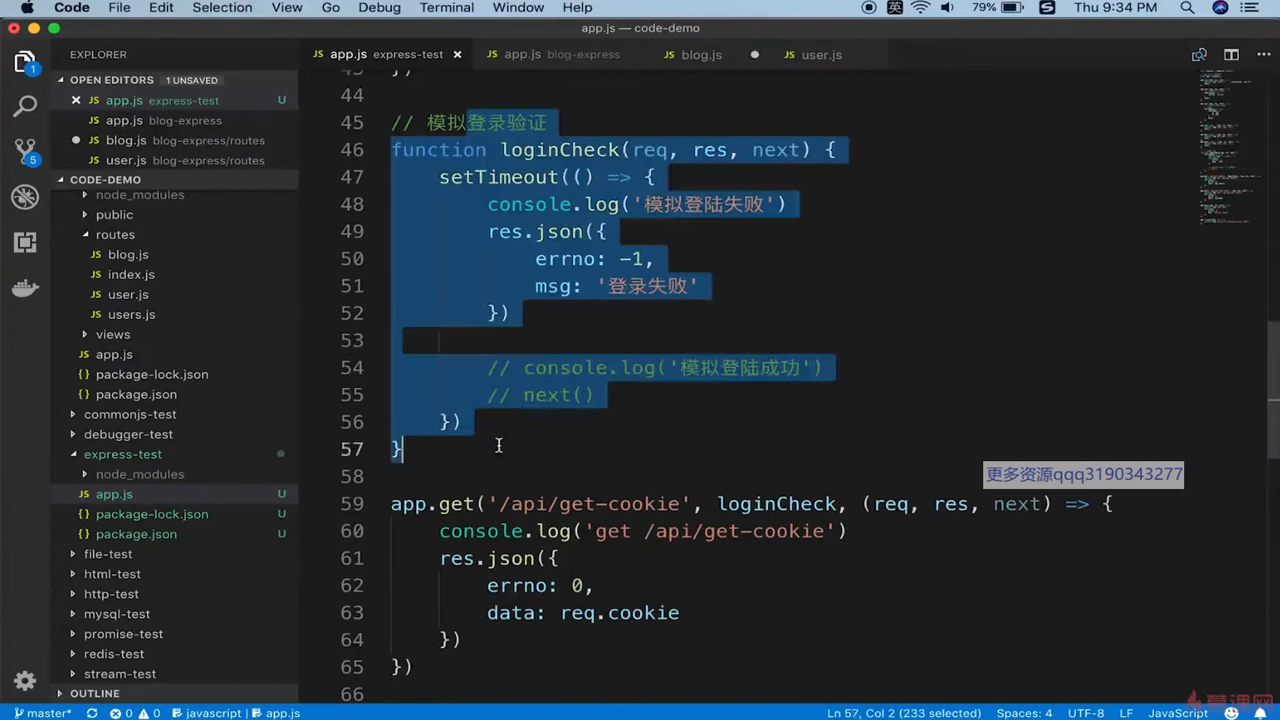 Code File Edit Selection View Go Debug Terminal Window Help 英 79% Thu 9:34 PM
app.js — code-demo
EXPLORER
OPEN EDITORS 1 UNSAVED
app.js express-test U
app.js blog-express
blog.js blog-express/routes
user.js blog-express/routes
CODE-DEMO
node_modules
public
routes
blog.js
index.js
user.js
users.js
views
app.js
package-lock.json
package.json
commonjs-test
debugger-test
express-test
node_modules
app.js U
package-lock.json U
package.json U
file-test
html-test
http-test
mysql-test
promise-test
redis-test
stream-test
OUTLINE
1
5
app.js express-test app.js blog-express blog.js user.js
43 })
44
45 // 模拟登录验证
46 function loginCheck(req, res, next) {
47 setTimeout(() => {
48 console.log('模拟登陆失败')
49 res.json({
50 errno: -1,
51 msg: '登录失败'
52 })
53
54 // console.log('模拟登陆成功')
55 // next()
56 })
57 }
58
59 app.get('/api/get-cookie', loginCheck, (req, res, next) => {
60 console.log('get /api/get-cookie')
61 res.json({
62 errno: 0,
63 data: req.cookie
64 })
65 })
66
更多资源qqq3190343277
master* 0 0 javascript app.js Ln 57, Col 2 (233 selected) Spaces: 4 UTF-8 LF JavaScript